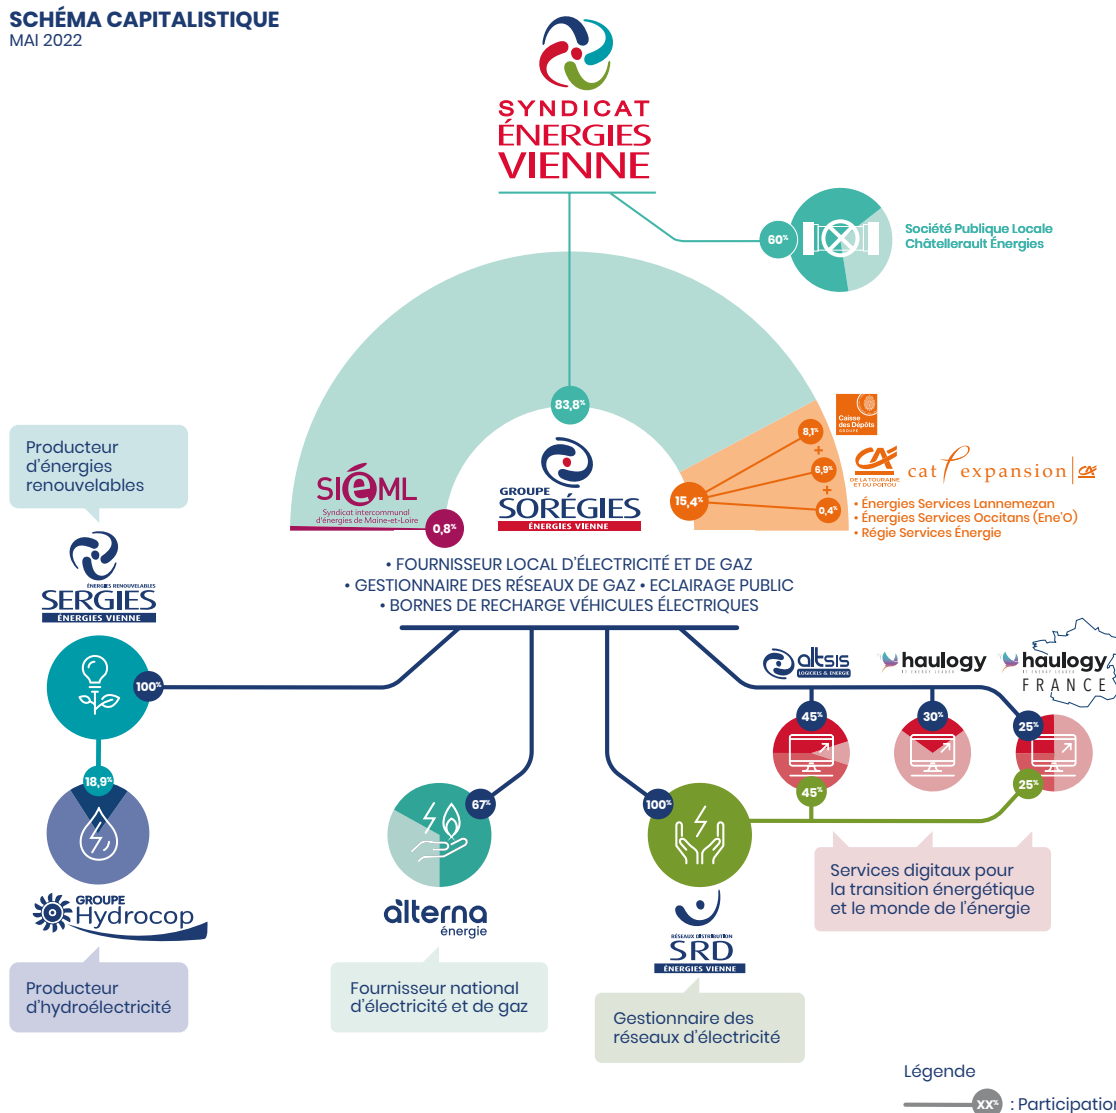 SCHÉMA CAPITALISTIQUE
MAI 2022
SYNDICAT
ÉNERGIES
VIENNE
60%
Société Publique Locale
Châtellerault Énergies
83,8%
Caisse
des Dépôts
GROUPE
8,1%
+
6,9%
+
0,4%
15,4%
CA
DE LA TOURAINE
ET DU POITOU
cat expansion CA
• Énergies Services Lannemezan
• Énergies Services Occitans (Ene'O)
• Régie Services Énergie
SIÉML
Syndicat intercommunal
d'énergies de Maine-et-Loire
0,8%
GROUPE
SORÉGIES
ÉNERGIES VIENNE
• FOURNISSEUR LOCAL D'ÉLECTRICITÉ ET DE GAZ
• GESTIONNAIRE DES RÉSEAUX DE GAZ • ECLAIRAGE PUBLIC
• BORNES DE RECHARGE VÉHICULES ÉLECTRIQUES
Producteur
d'énergies
renouvelables
ÉNERGIES RENOUVELABLES
SERGIES
ÉNERGIES VIENNE
100%
18,9%
GROUPE
Hydrocop
Producteur
d'hydroélectricité
67%
alterna
énergie
Fournisseur national
d'électricité et de gaz
100%
RÉSEAUX DISTRIBUTION
SRD
ÉNERGIES VIENNE
Gestionnaire des
réseaux d'électricité
altsis
LOGICIELS & ENERGIE
45%
45%
haulogy
30%
haulogy
FRANCE
25%
25%
Services digitaux pour
la transition énergétique
et le monde de l'énergie
Légende
XX% : Participation